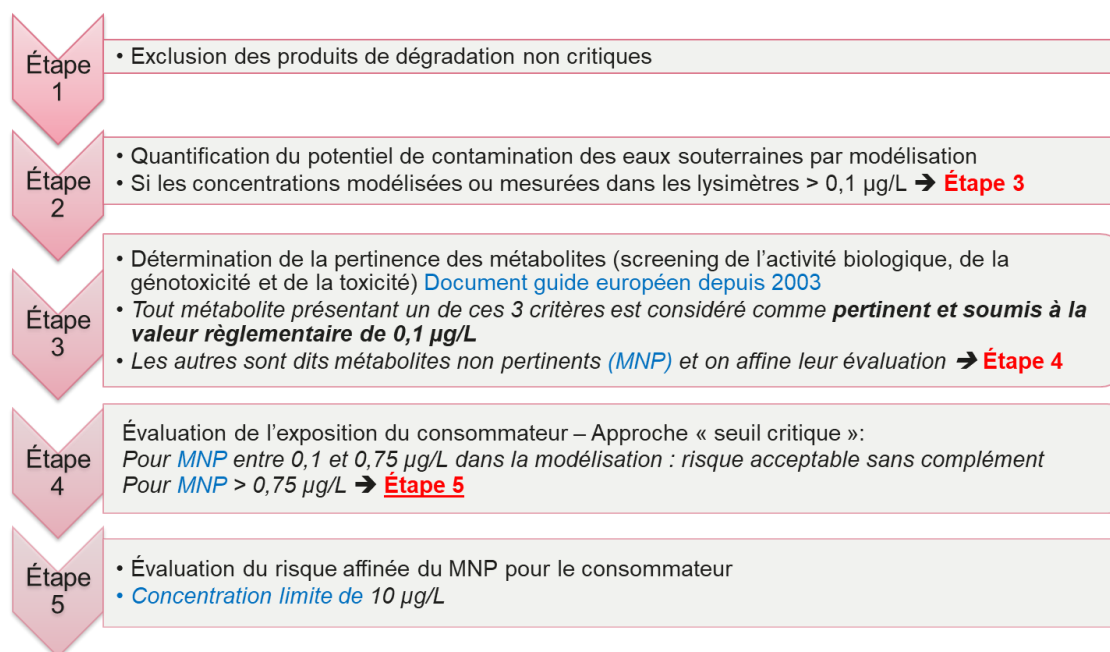 Étape
1
• Exclusion des produits de dégradation non critiques
Étape
2
• Quantification du potentiel de contamination des eaux souterraines par modélisation
• Si les concentrations modélisées ou mesurées dans les lysimètres > 0,1 µg/L ➔ Étape 3
Étape
3
• Détermination de la pertinence des métabolites (screening de l’activité biologique, de la
génotoxicité et de la toxicité) Document guide européen depuis 2003
• Tout métabolite présentant un de ces 3 critères est considéré comme pertinent et soumis à la
valeur règlementaire de 0,1 µg/L
• Les autres sont dits métabolites non pertinents (MNP) et on affine leur évaluation ➔ Étape 4
Étape
4
Évaluation de l’exposition du consommateur – Approche « seuil critique »:
Pour MNP entre 0,1 et 0,75 µg/L dans la modélisation : risque acceptable sans complément
Pour MNP > 0,75 µg/L ➔ Étape 5
Étape
5
• Évaluation du risque affinée du MNP pour le consommateur
• Concentration limite de 10 µg/L